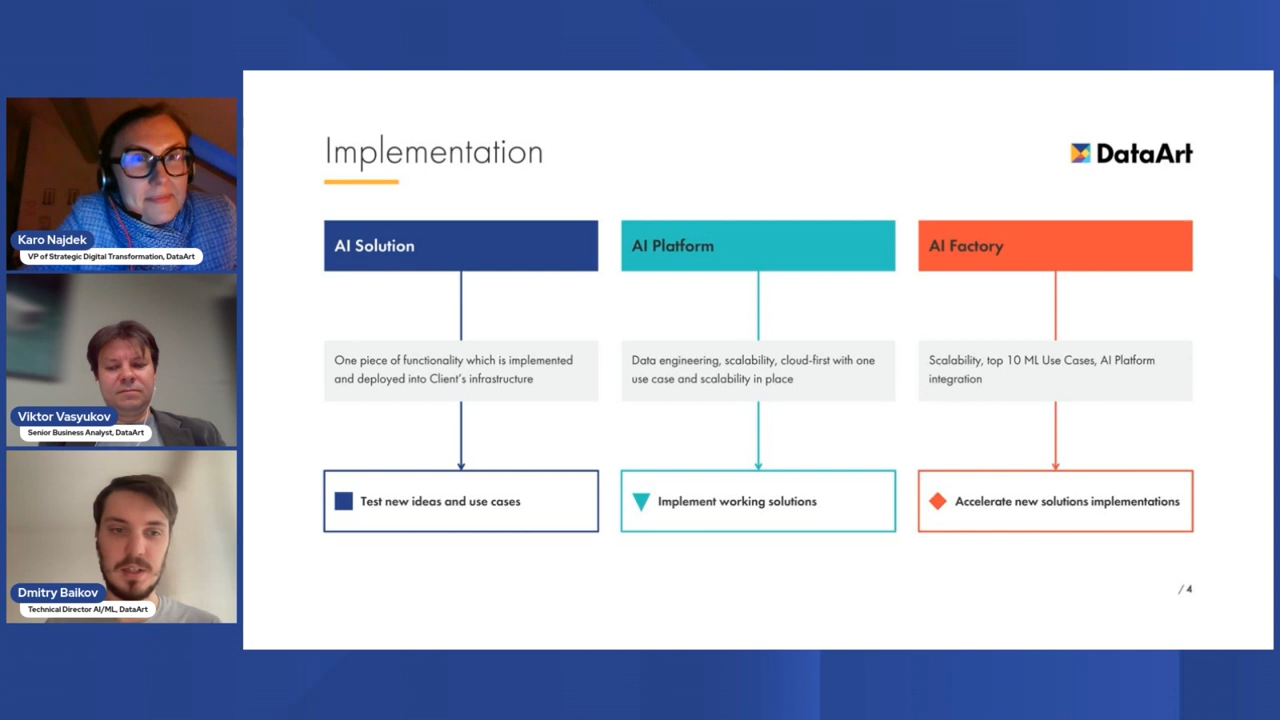 Karo Najdek
VP of Strategic Digital Transformation, DataArt
Viktor Vasyukov
Senior Business Analyst, DataArt
Dmitry Baikov
Technical Director AI/ML, DataArt
Implementation
DataArt
AI Solution
One piece of functionality which is implemented
and deployed into Client's infrastructure
Test new ideas and use cases
AI Platform
Data engineering, scalability, cloud-first with one
use case and scalability in place
Implement working solutions
AI Factory
Scalability, top 10 ML Use Cases, AI Platform
integration
Accelerate new solutions implementations
/ 4